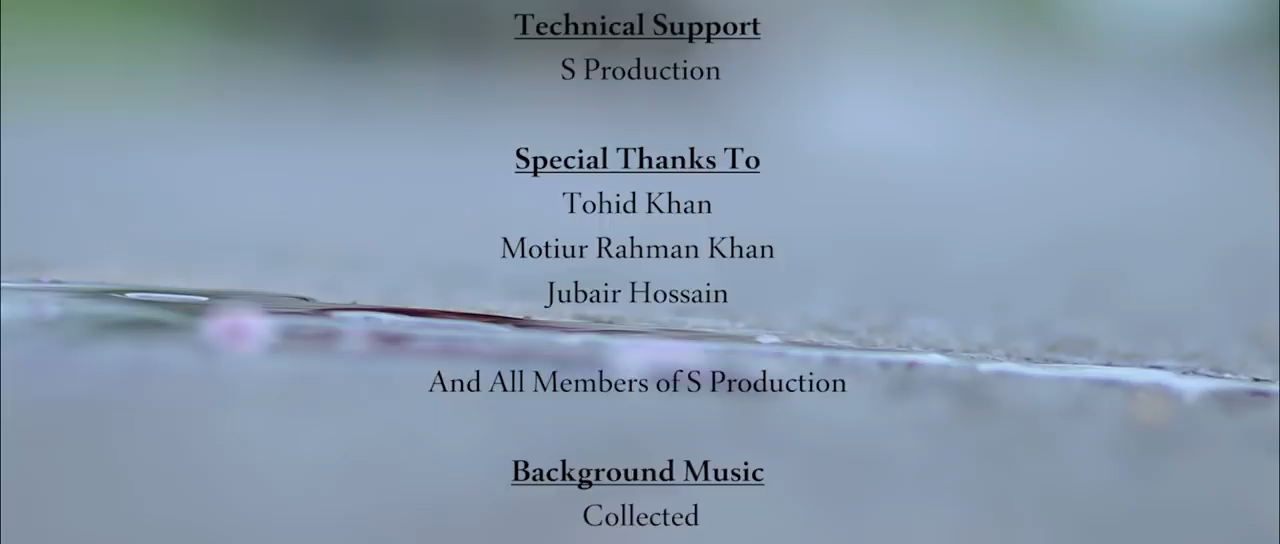 Technical Support
S Production
Special Thanks To
Tohid Khan
Motiur Rahman Khan
Jubair Hossain
And All Members of S Production
Background Music
Collected